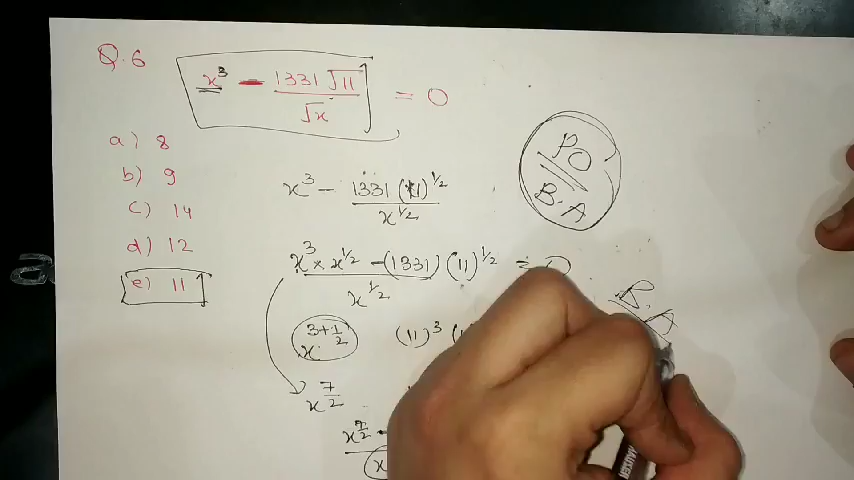 Q.6
x³ - 1331√11 / √x = 0
a) 8
b) 9
c) 14
d) 12
e) 11
PO
B.A
x³ - 1331(11)^1/2 / x^1/2
x³ × x^1/2 - (1331)(11)^1/2 / x^1/2 = 0
x^(3+1/2) (11)³
x^7/2
x^7/2 -